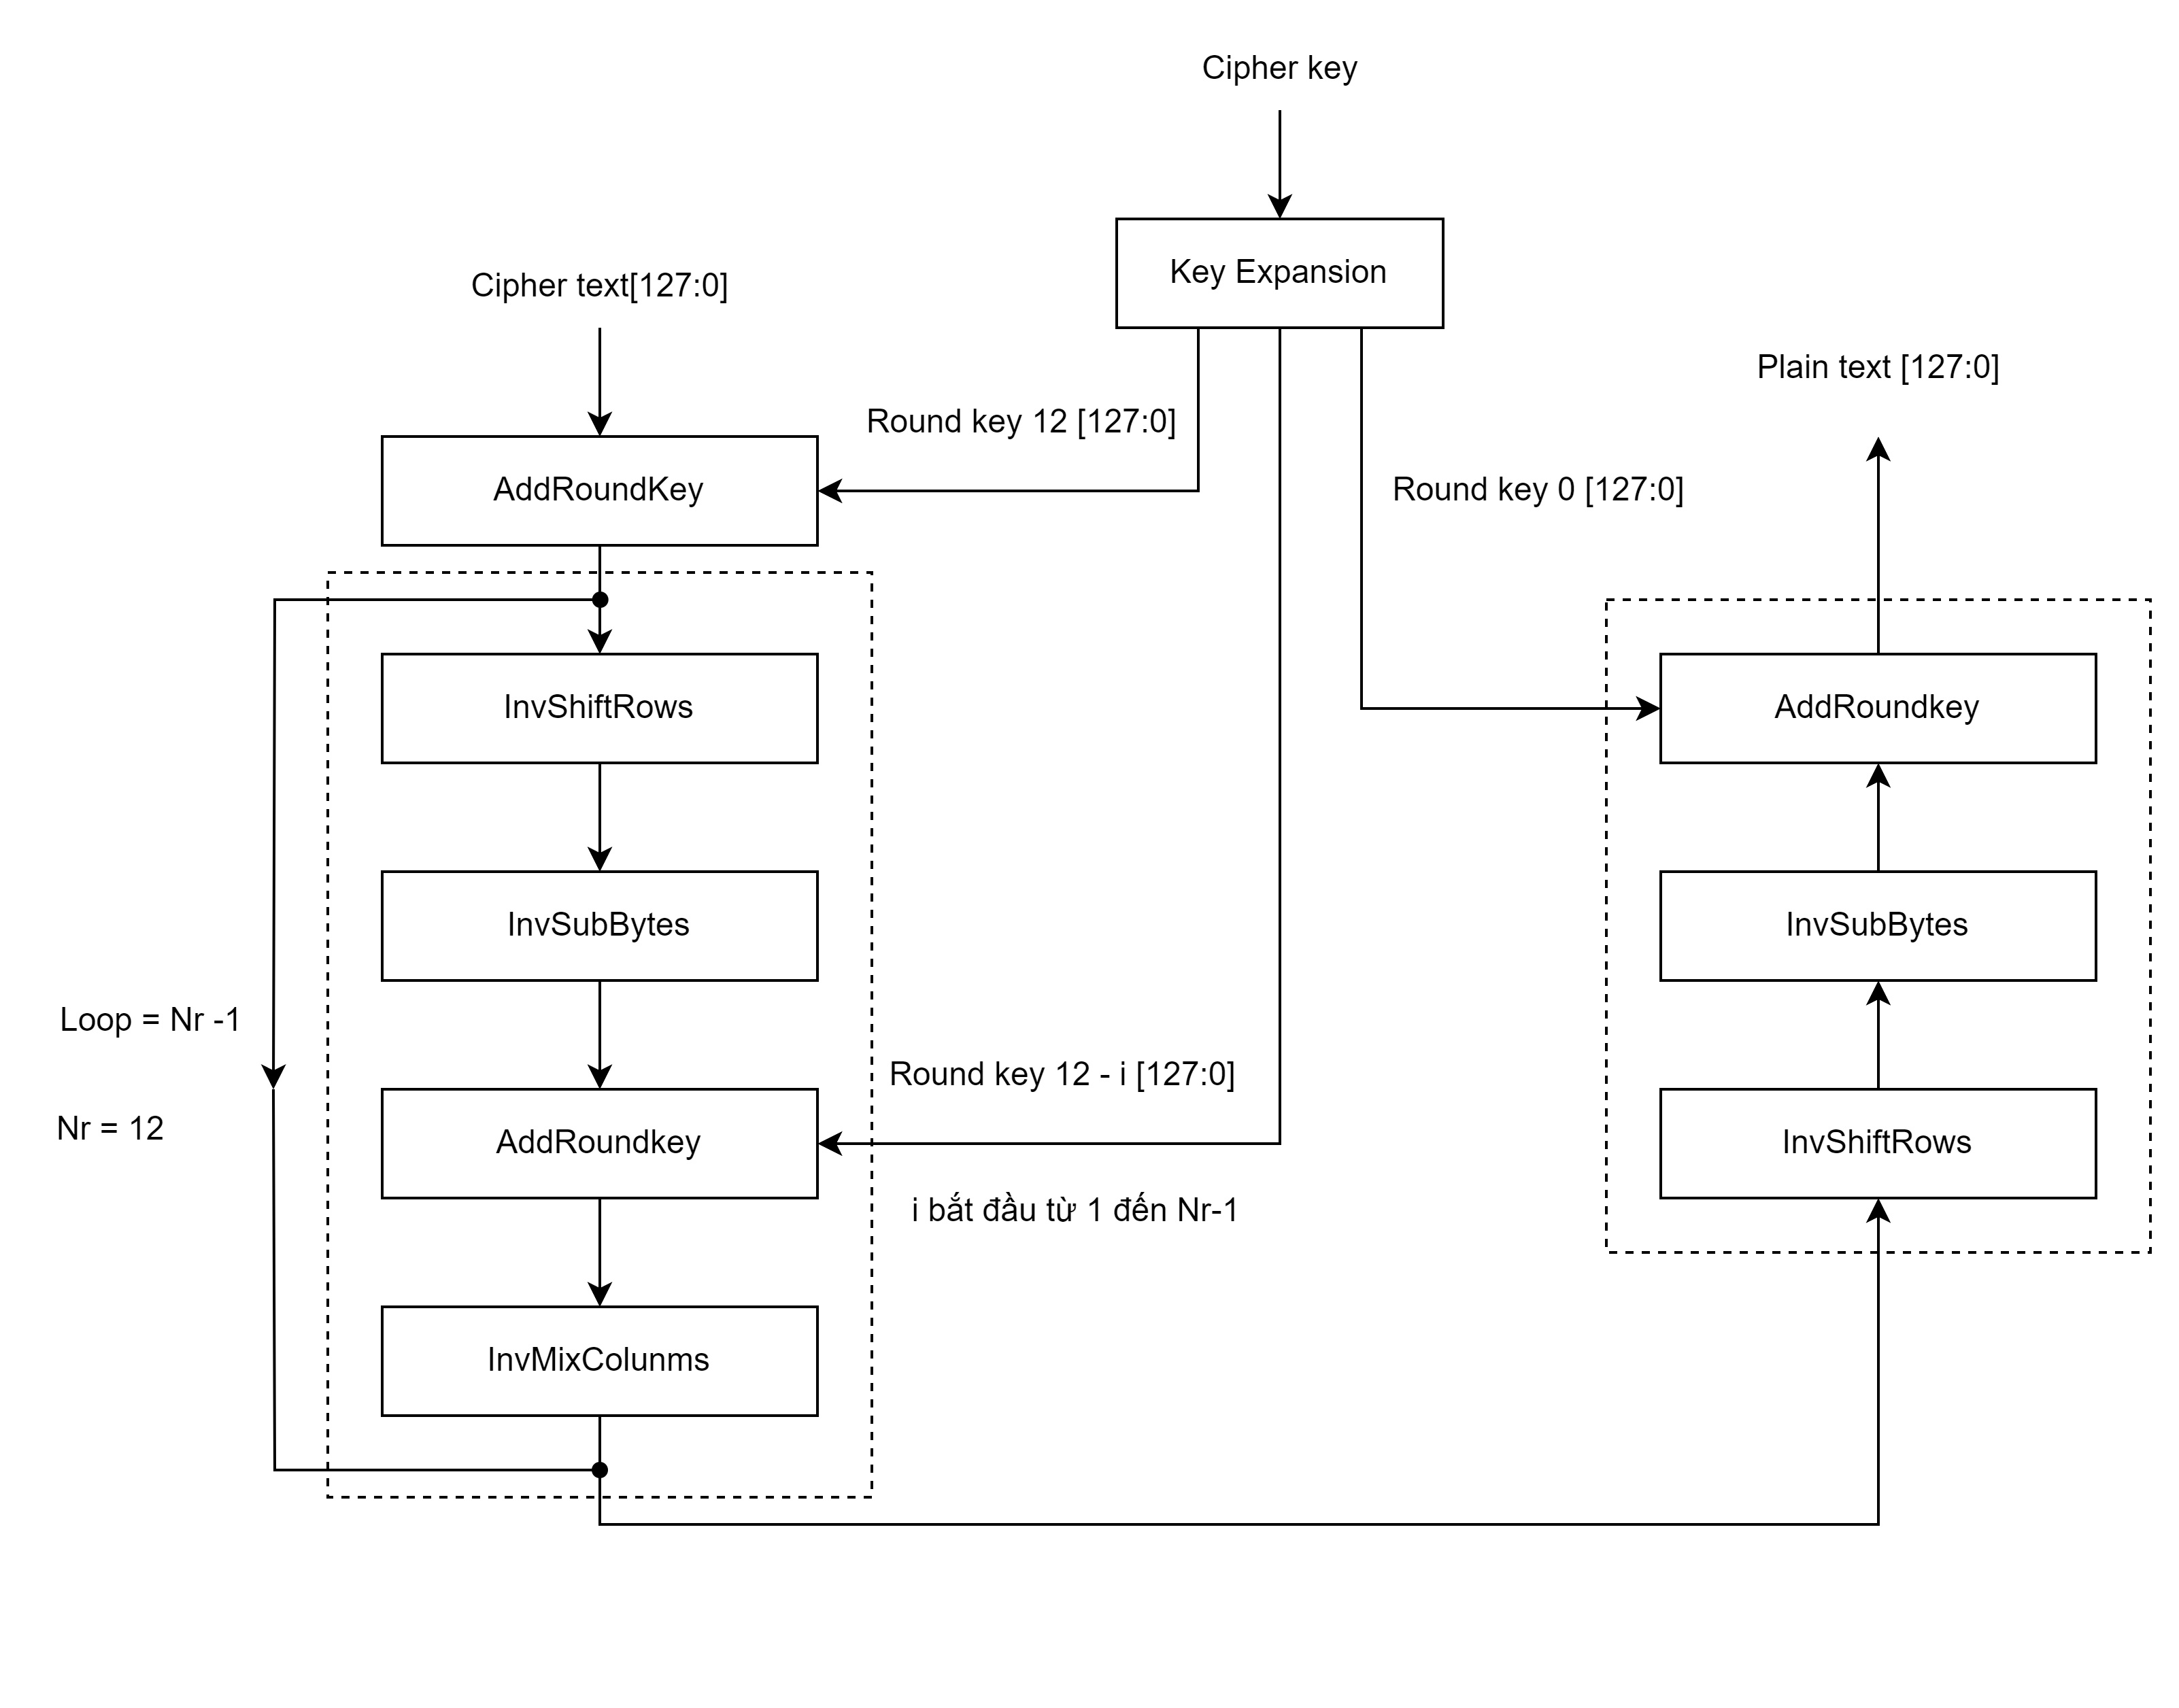 Cipher key
Key Expansion
Cipher text[127:0]
Plain text [127:0]
Round key 12 [127:0]
AddRoundKey
Round key 0 [127:0]
InvShiftRows
AddRoundkey
InvSubBytes
InvSubBytes
Loop = Nr -1
Round key 12 - i [127:0]
Nr = 12
AddRoundkey
InvShiftRows
i bắt đầu từ 1 đến Nr-1
InvMixColunms